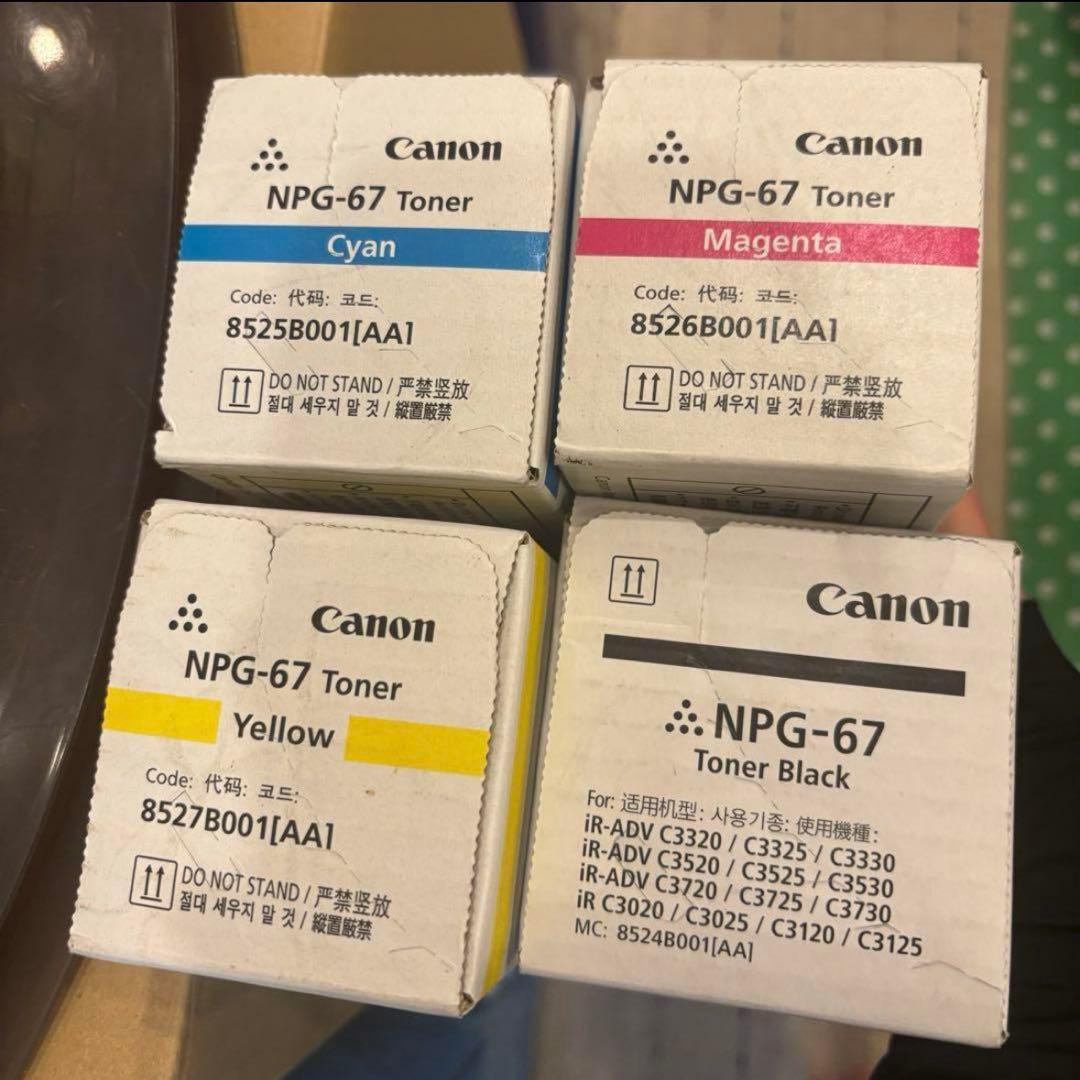 Canon
NPG-67 Toner
Cyan
Code: 代码: 코드:
8525B001[AA]
DO NOT STAND / 严禁竖放
절대 세우지 말 것 / 縦置厳禁
Canon
NPG-67 Toner
Magenta
Code: 代码: 코드:
8526B001[AA]
DO NOT STAND / 严禁竖放
절대 세우지 말 것 / 縦置厳禁
Canon
NPG-67 Toner
Yellow
Code: 代码: 코드:
8527B001[AA]
DO NOT STAND / 严禁竖放
절대 세우지 말 것 / 縦置厳禁
Canon
NPG-67
Toner Black
For: 适用机型: 사용기종: 使用機種:
iR-ADV C3320 / C3325 / C3330
iR-ADV C3520 / C3525 / C3530
iR-ADV C3720 / C3725 / C3730
iR C3020 / C3025 / C3120 / C3125
MC: 8524B001[AA]